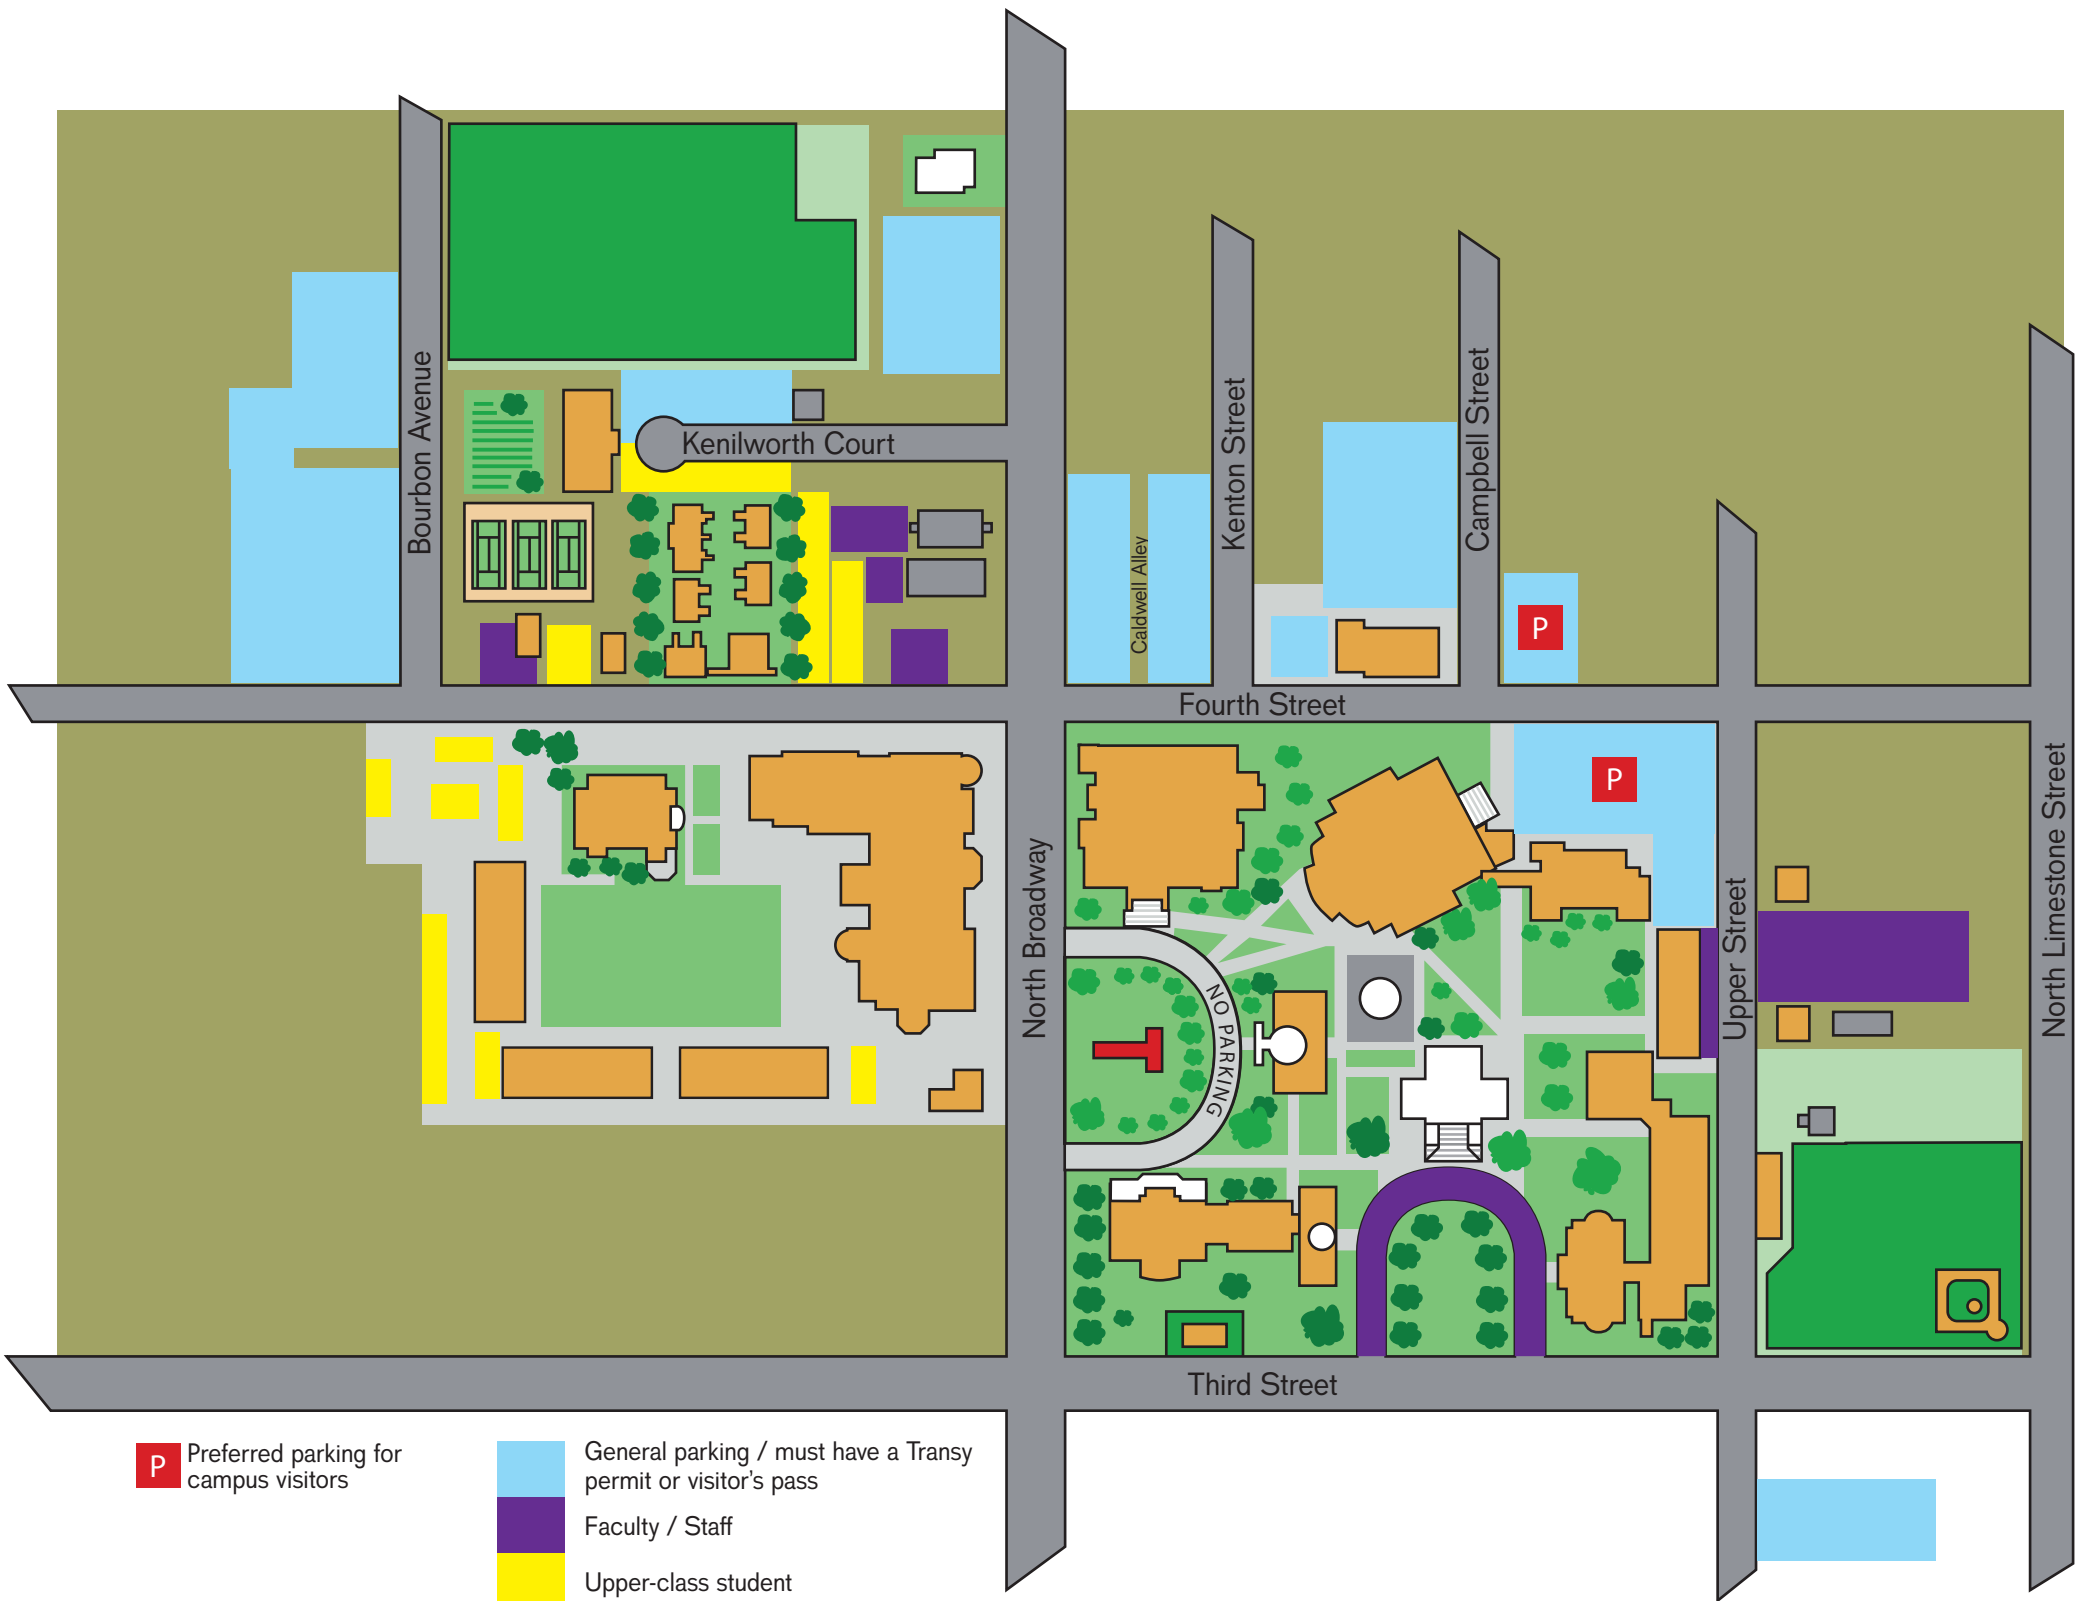 Bourbon Avenue
Kenilworth Court
Kenton Street
Campbell Street
Caldwell Alley
P
Fourth Street
P
North Broadway
NO PARKING
Upper Street
North Limestone Street
Third Street
P
Preferred parking for
campus visitors
General parking / must have a Transy
permit or visitor's pass
Faculty / Staff
Upper-class student